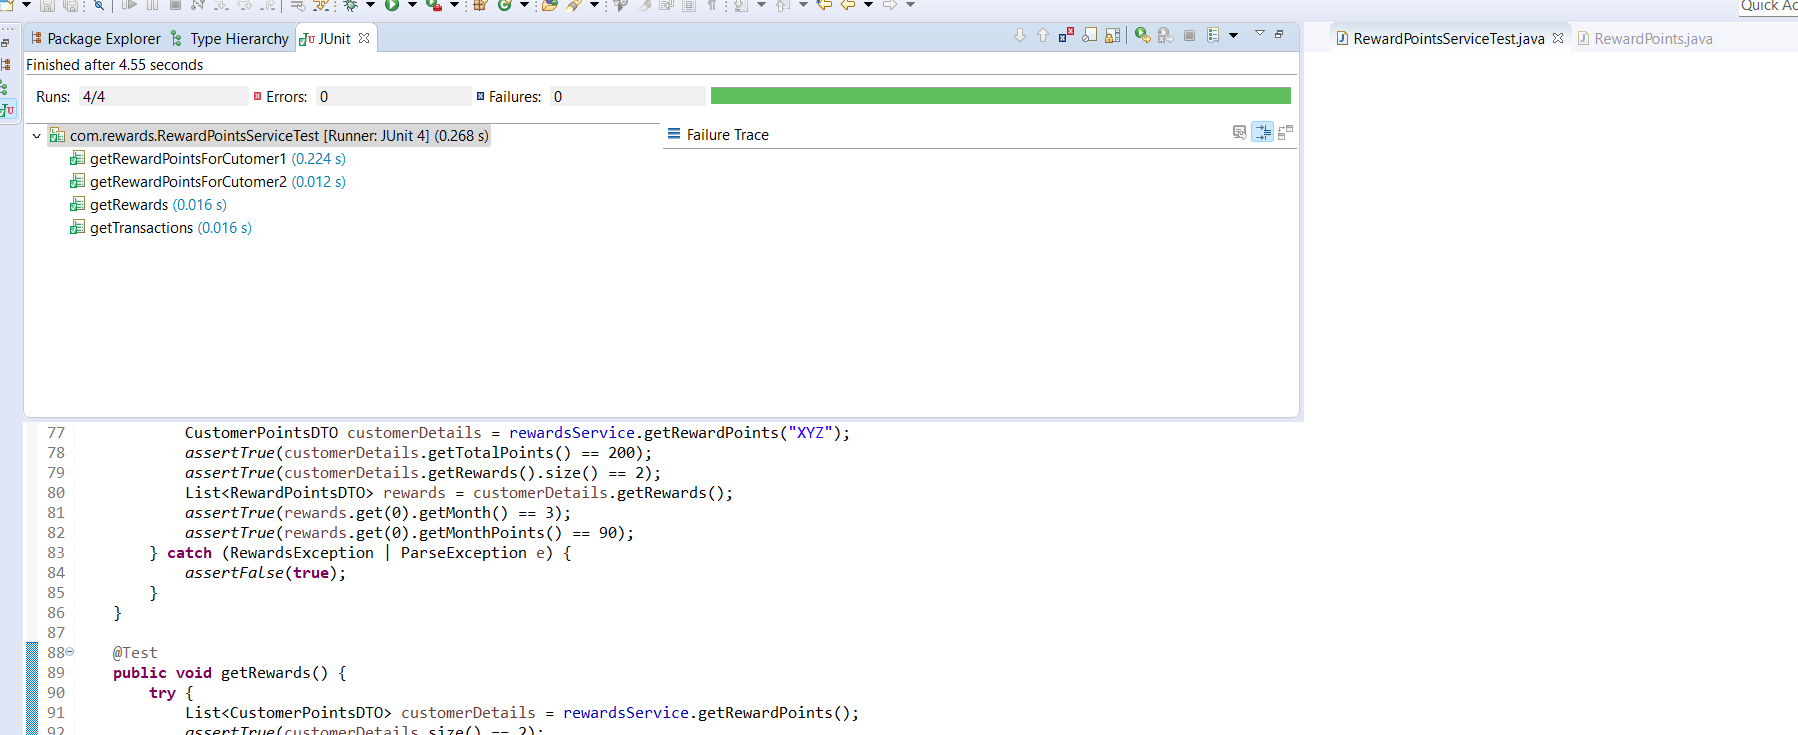 Quick Ac
Package Explorer Type Hierarchy JUnit
RewardPointsServiceTest.java RewardPoints.java
Finished after 4.55 seconds
Runs: 4/4 Errors: 0 Failures: 0
com.rewards.RewardPointsServiceTest [Runner: JUnit 4] (0.268 s)
Failure Trace
getRewardPointsForCutomer1 (0.224 s)
getRewardPointsForCutomer2 (0.012 s)
getRewards (0.016 s)
getTransactions (0.016 s)
77 CustomerPointsDTO customerDetails = rewardsService.getRewardPoints("XYZ");
78 assertTrue(customerDetails.getTotalPoints() == 200);
79 assertTrue(customerDetails.getRewards().size() == 2);
80 List<RewardPointsDTO> rewards = customerDetails.getRewards();
81 assertTrue(rewards.get(0).getMonth() == 3);
82 assertTrue(rewards.get(0).getMonthPoints() == 90);
83 } catch (RewardsException | ParseException e) {
84 assertFalse(true);
85 }
86 }
87
88 @Test
89 public void getRewards() {
90 try {
91 List<CustomerPointsDTO> customerDetails = rewardsService.getRewardPoints();
92 assertTrue(customerDetails.size() == 2);